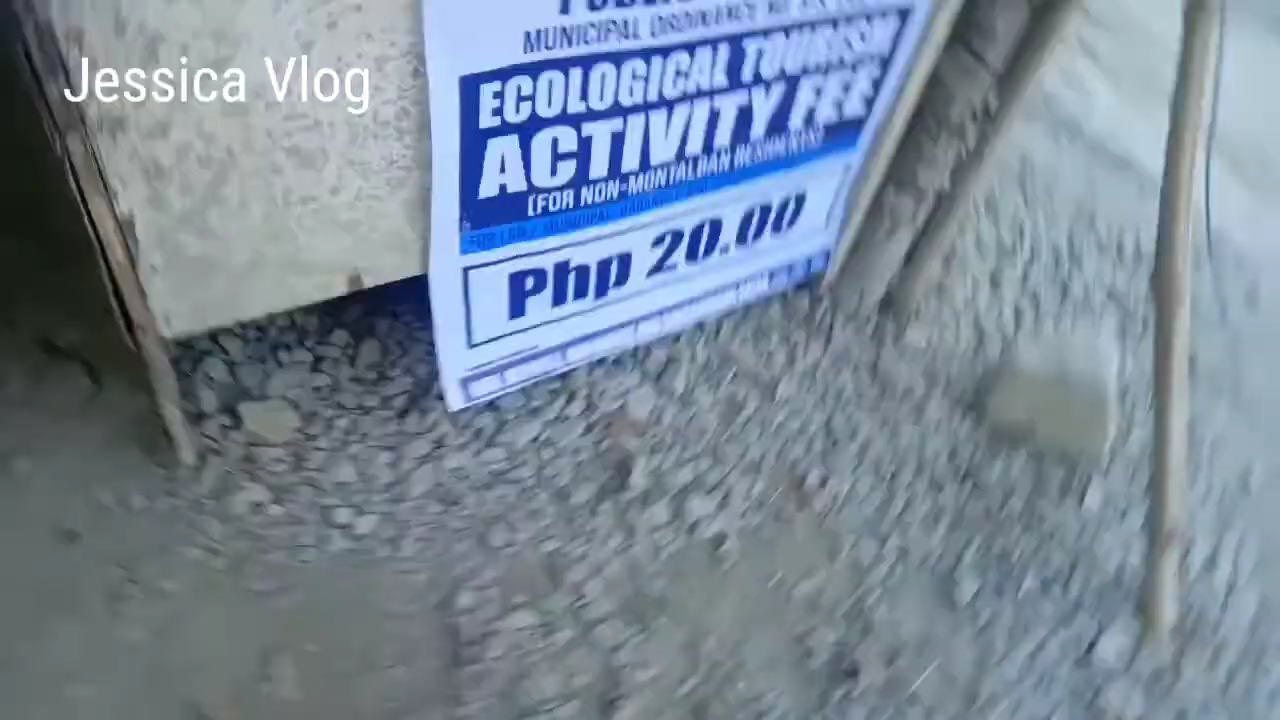 Jessica Vlog
MUNICIPAL ORDINANCE
ECOLOGICAL TOURISM
ACTIVITY FEE
(FOR NON-MONTALBAN RESIDENTS)
Php 20.00